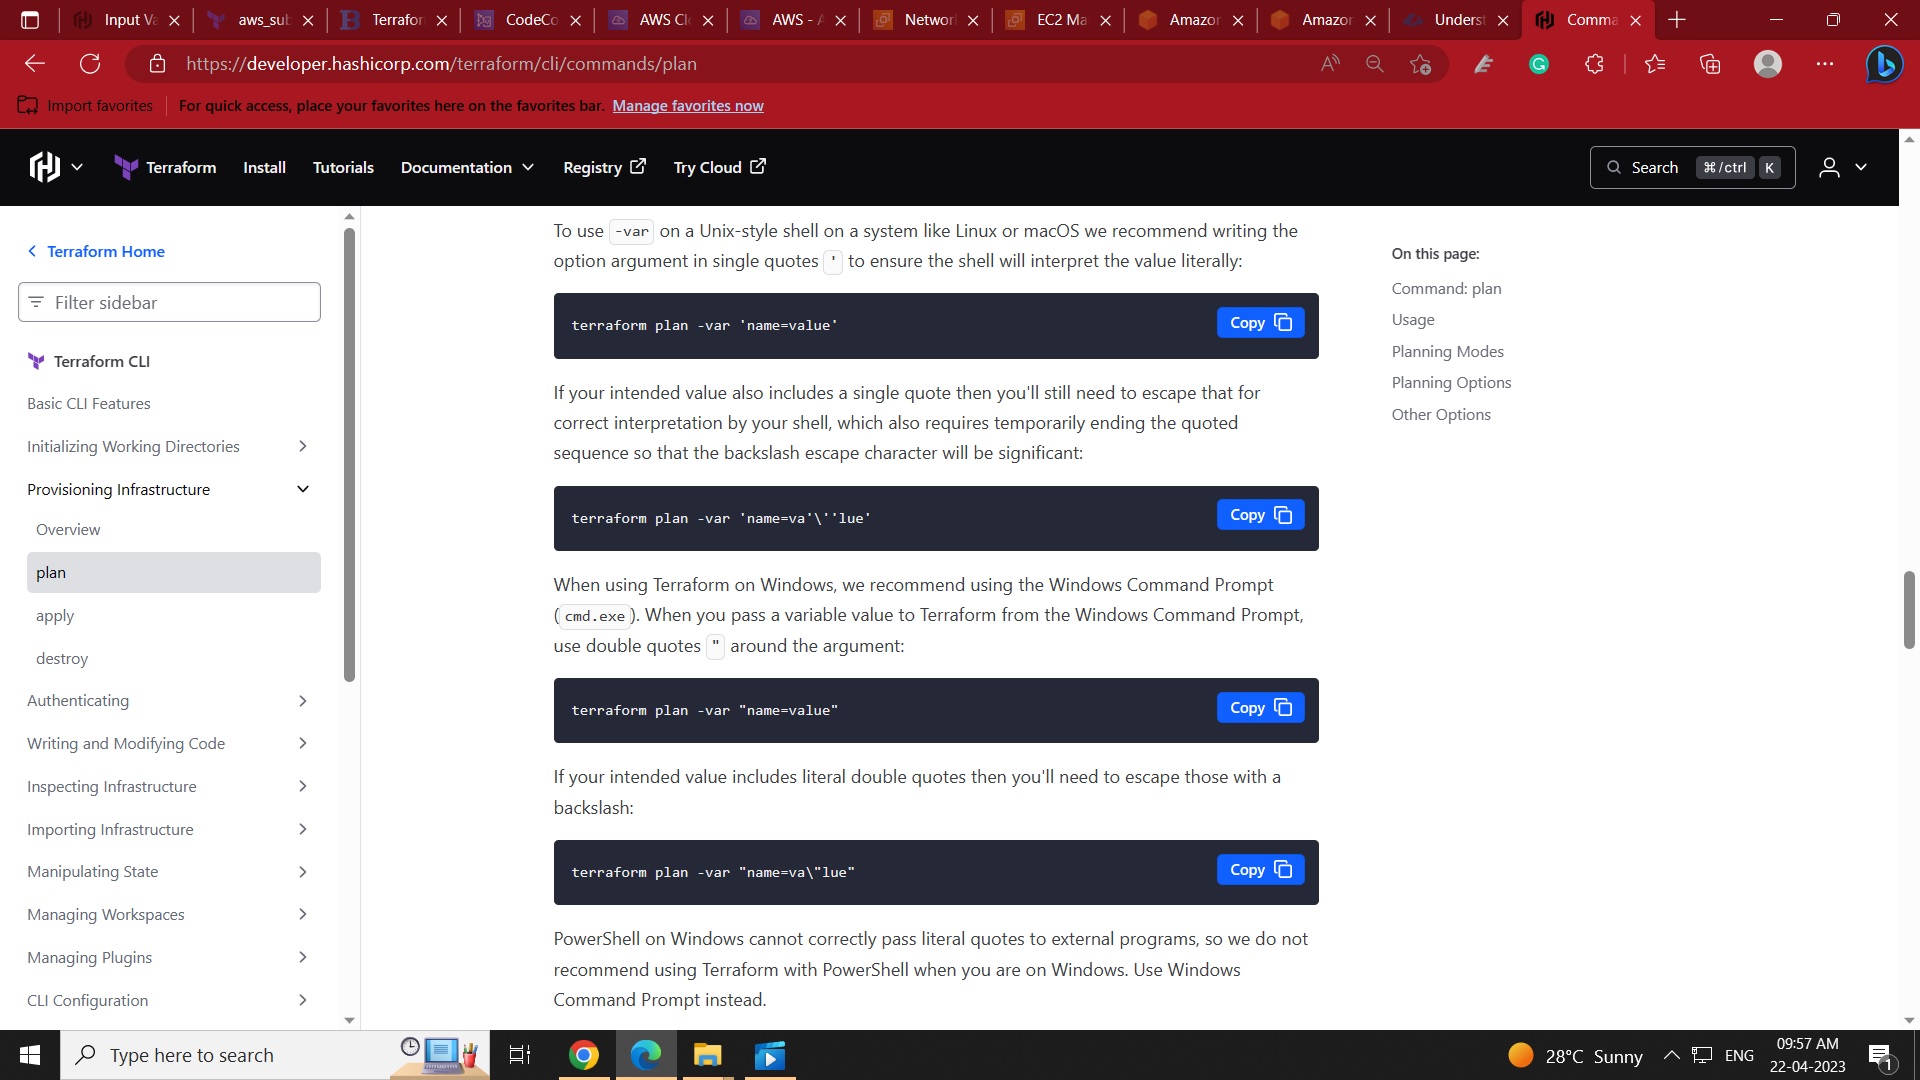 Input Va
aws_sub
Terrafor
CodeCo
AWS Cl
AWS - A
Networ
EC2 Ma
Amazor
Amazor
Underst
Comma
https://developer.hashicorp.com/terraform/cli/commands/plan
Import favorites
For quick access, place your favorites here on the favorites bar. Manage favorites now
Terraform
Install
Tutorials
Documentation
Registry
Try Cloud
Search
⌘/ctrl
K
Terraform Home
Filter sidebar
Terraform CLI
Basic CLI Features
Initializing Working Directories
Provisioning Infrastructure
Overview
plan
apply
destroy
Authenticating
Writing and Modifying Code
Inspecting Infrastructure
Importing Infrastructure
Manipulating State
Managing Workspaces
Managing Plugins
CLI Configuration
To use -var on a Unix-style shell on a system like Linux or macOS we recommend writing the
option argument in single quotes ' to ensure the shell will interpret the value literally:
terraform plan -var 'name=value'
Copy
If your intended value also includes a single quote then you'll still need to escape that for
correct interpretation by your shell, which also requires temporarily ending the quoted
sequence so that the backslash escape character will be significant:
terraform plan -var 'name=va'\''lue'
Copy
When using Terraform on Windows, we recommend using the Windows Command Prompt
(cmd.exe). When you pass a variable value to Terraform from the Windows Command Prompt,
use double quotes " around the argument:
terraform plan -var "name=value"
Copy
If your intended value includes literal double quotes then you'll need to escape those with a
backslash:
terraform plan -var "name=va\"lue"
Copy
PowerShell on Windows cannot correctly pass literal quotes to external programs, so we do not
recommend using Terraform with PowerShell when you are on Windows. Use Windows
Command Prompt instead.
On this page:
Command: plan
Usage
Planning Modes
Planning Options
Other Options
Type here to search
28°C Sunny
ENG
09:57 AM
22-04-2023
1